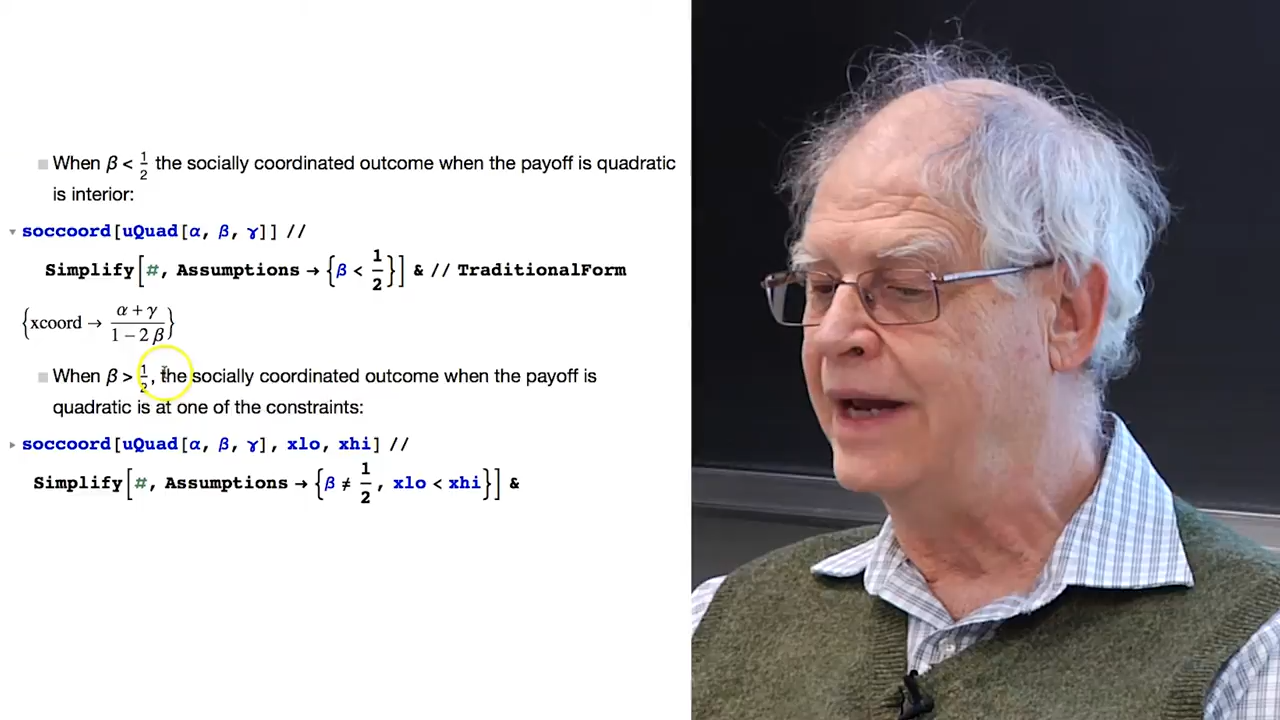 When β < 1/2 the socially coordinated outcome when the payoff is quadratic
is interior:
soccoord[uQuad[α, β, γ]] //
Simplify[#, Assumptions → {β < 1/2}] & // TraditionalForm
{xcoord → (α + γ)/(1 − 2 β)}
When β > 1/2, the socially coordinated outcome when the payoff is
quadratic is at one of the constraints:
soccoord[uQuad[α, β, γ], xlo, xhi] //
Simplify[#, Assumptions → {β ≠ 1/2, xlo < xhi}] &